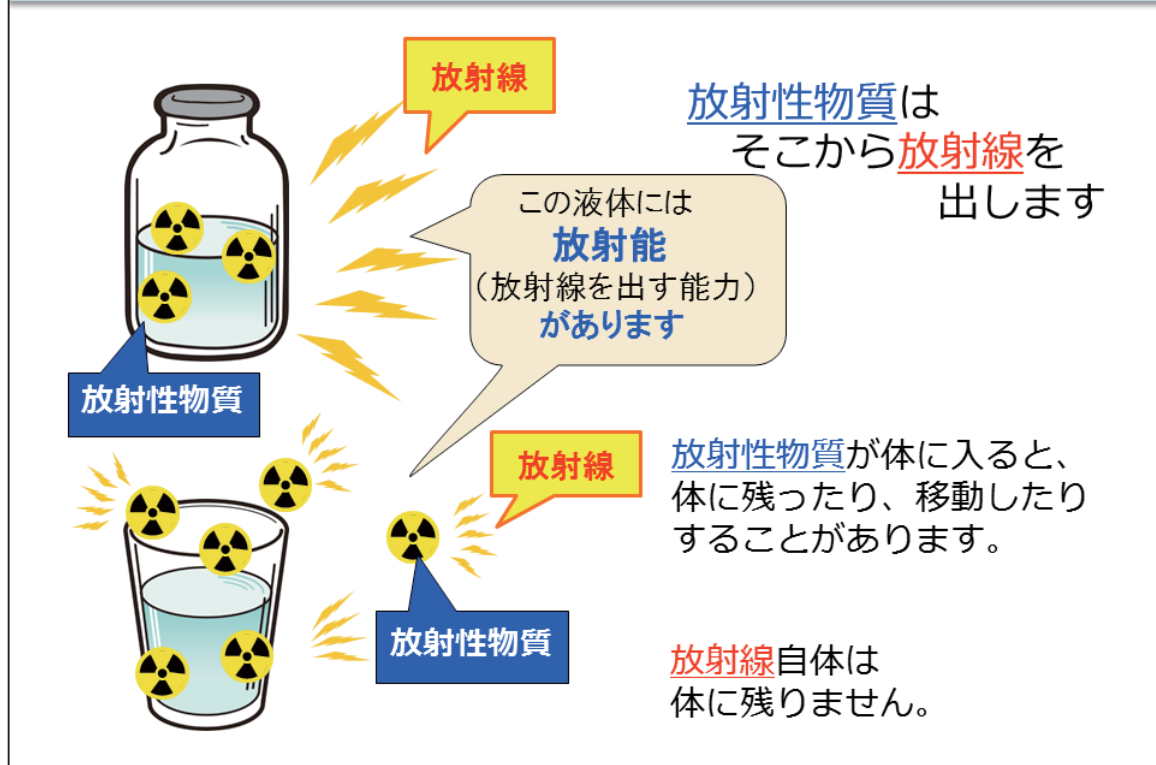 放射線
放射性物質は
そこから放射線を
出します
この液体には
放射能
（放射線を出す能力）
があります
放射性物質
放射線
放射性物質が体に入ると、
体に残ったり、移動したり
することがあります。
放射性物質
放射線自体は
体に残りません。